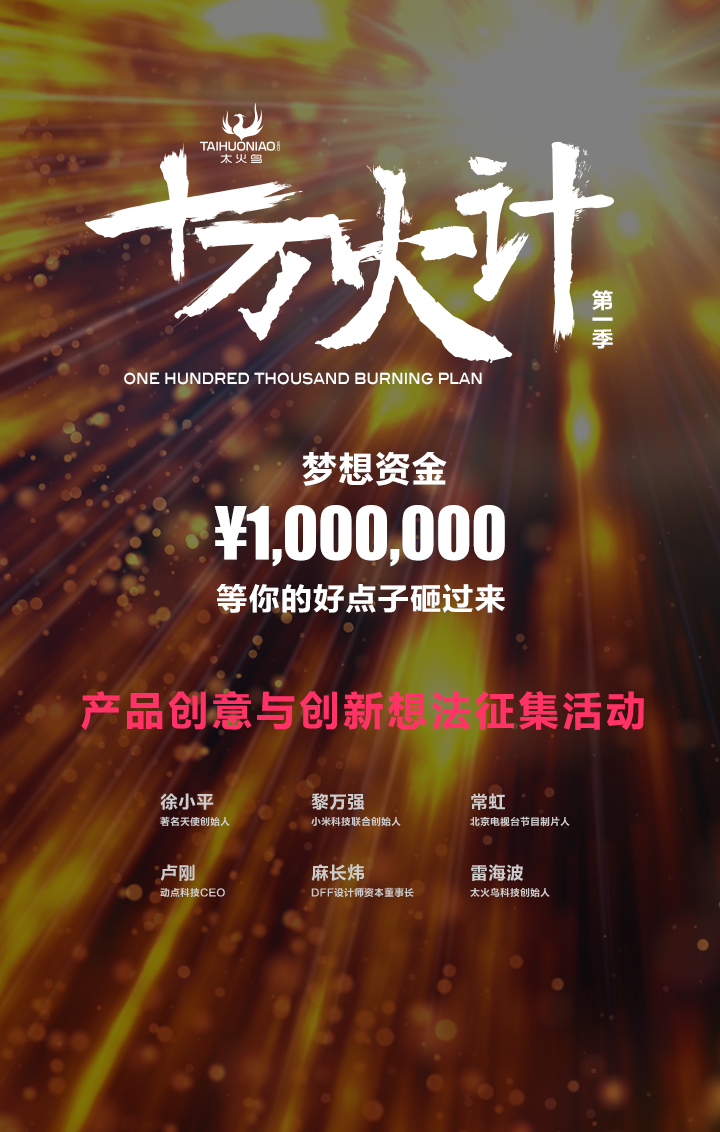 TAIHUONIAO
太火鸟
十万火计
第一季
ONE HUNDRED THOUSAND BURNING PLAN
梦想资金
¥1,000,000
等你的好点子砸过来
产品创意与创新想法征集活动
徐小平
著名天使创始人
黎万强
小米科技联合创始人
常虹
北京电视台节目制片人
卢刚
动点科技CEO
麻长炜
DFF设计师资本董事长
雷海波
太火鸟科技创始人